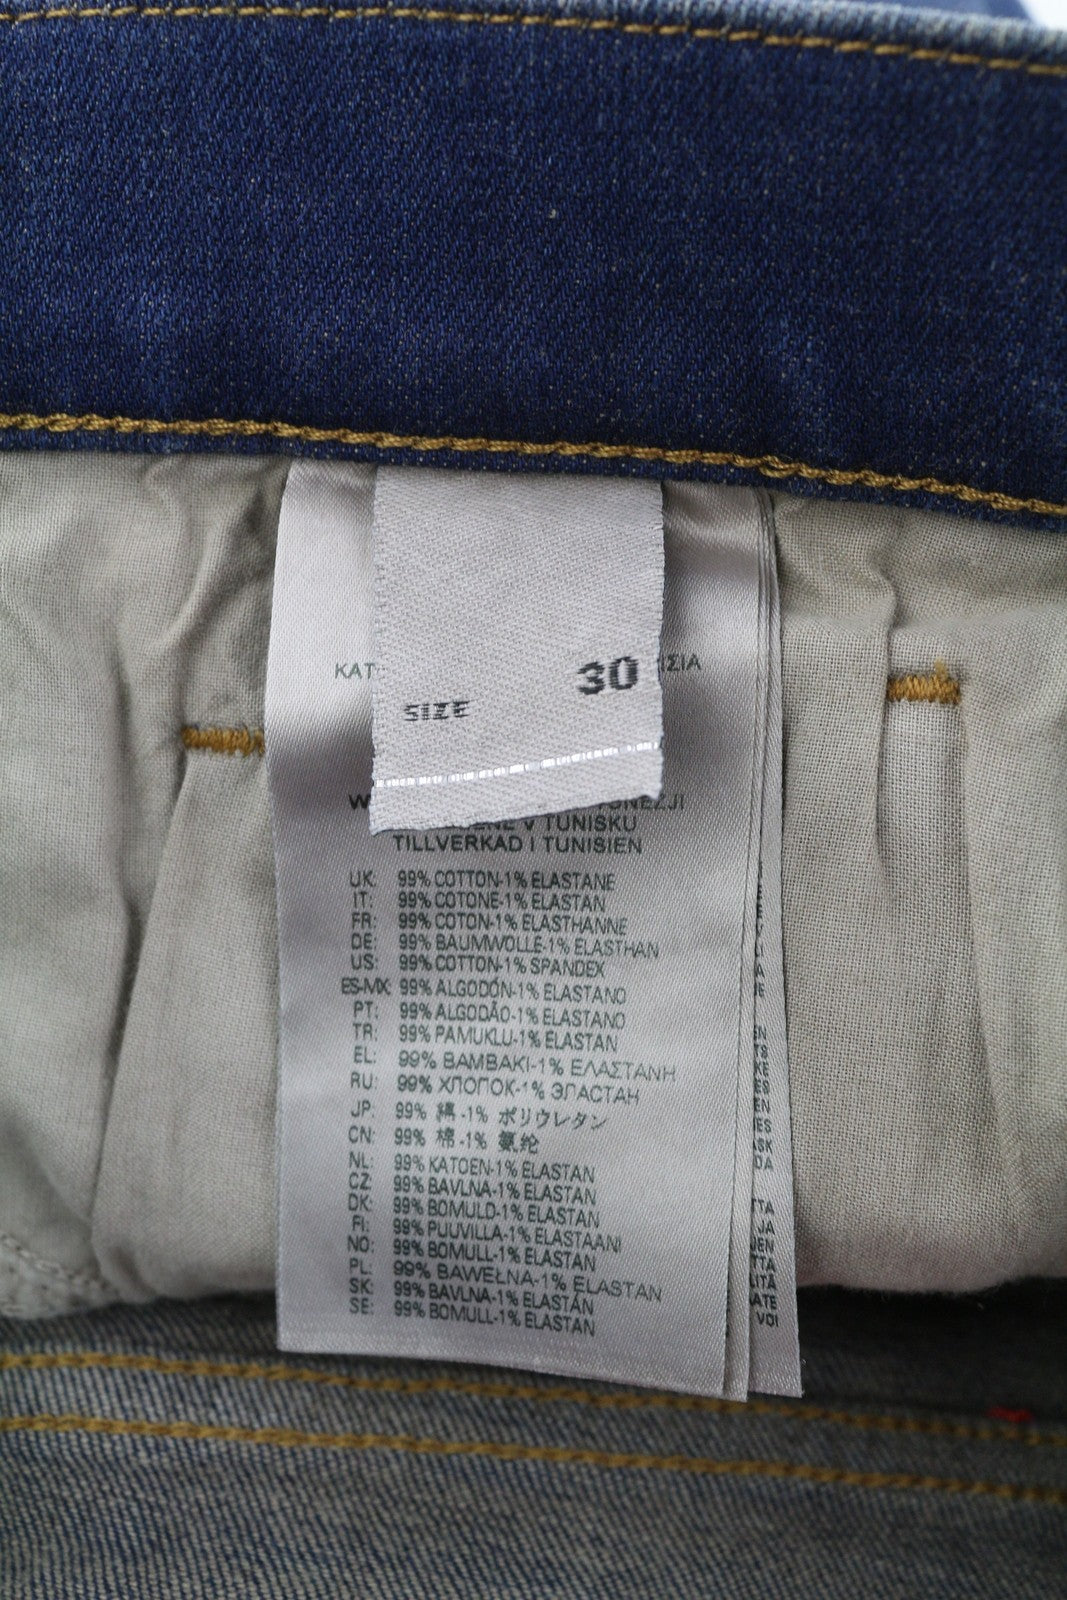 SIZE 30
ΚΑΤ ΣΙΑ
W
V TUNISKU
TILLVERKAD I TUNISIEN
UK: 99% COTTON-1% ELASTANE
IT: 99% COTONE-1% ELASTAN
FR: 99% COTON-1% ELASTHANNE
DE: 99% BAUMWOLLE-1% ELASTHAN
US: 99% COTTON-1% SPANDEX
ES-MX: 99% ALGODÓN-1% ELASTANO
PT: 99% ALGODÃO-1% ELASTANO
TR: 99% PAMUKLU-1% ELASTAN
EL: 99% ΒΑΜΒΑΚΙ-1% ΕΛΑΣΤΑΝΗ
RU: 99% ХЛОПОК-1% ЭЛАСТАН
JP: 99% 綿-1% ポリウレタン
CN: 99% 棉-1% 氨纶
NL: 99% KATOEN-1% ELASTAN
CZ: 99% BAVLNA-1% ELASTAN
DK: 99% BOMULD-1% ELASTAN
FI: 99% PUUVILLA-1% ELASTAANI
NO: 99% BOMULL-1% ELASTAN
PL: 99% BAWEŁNA-1% ELASTAN
SK: 99% BAVLNA-1% ELASTÁN
SE: 99% BOMULL-1% ELASTAN